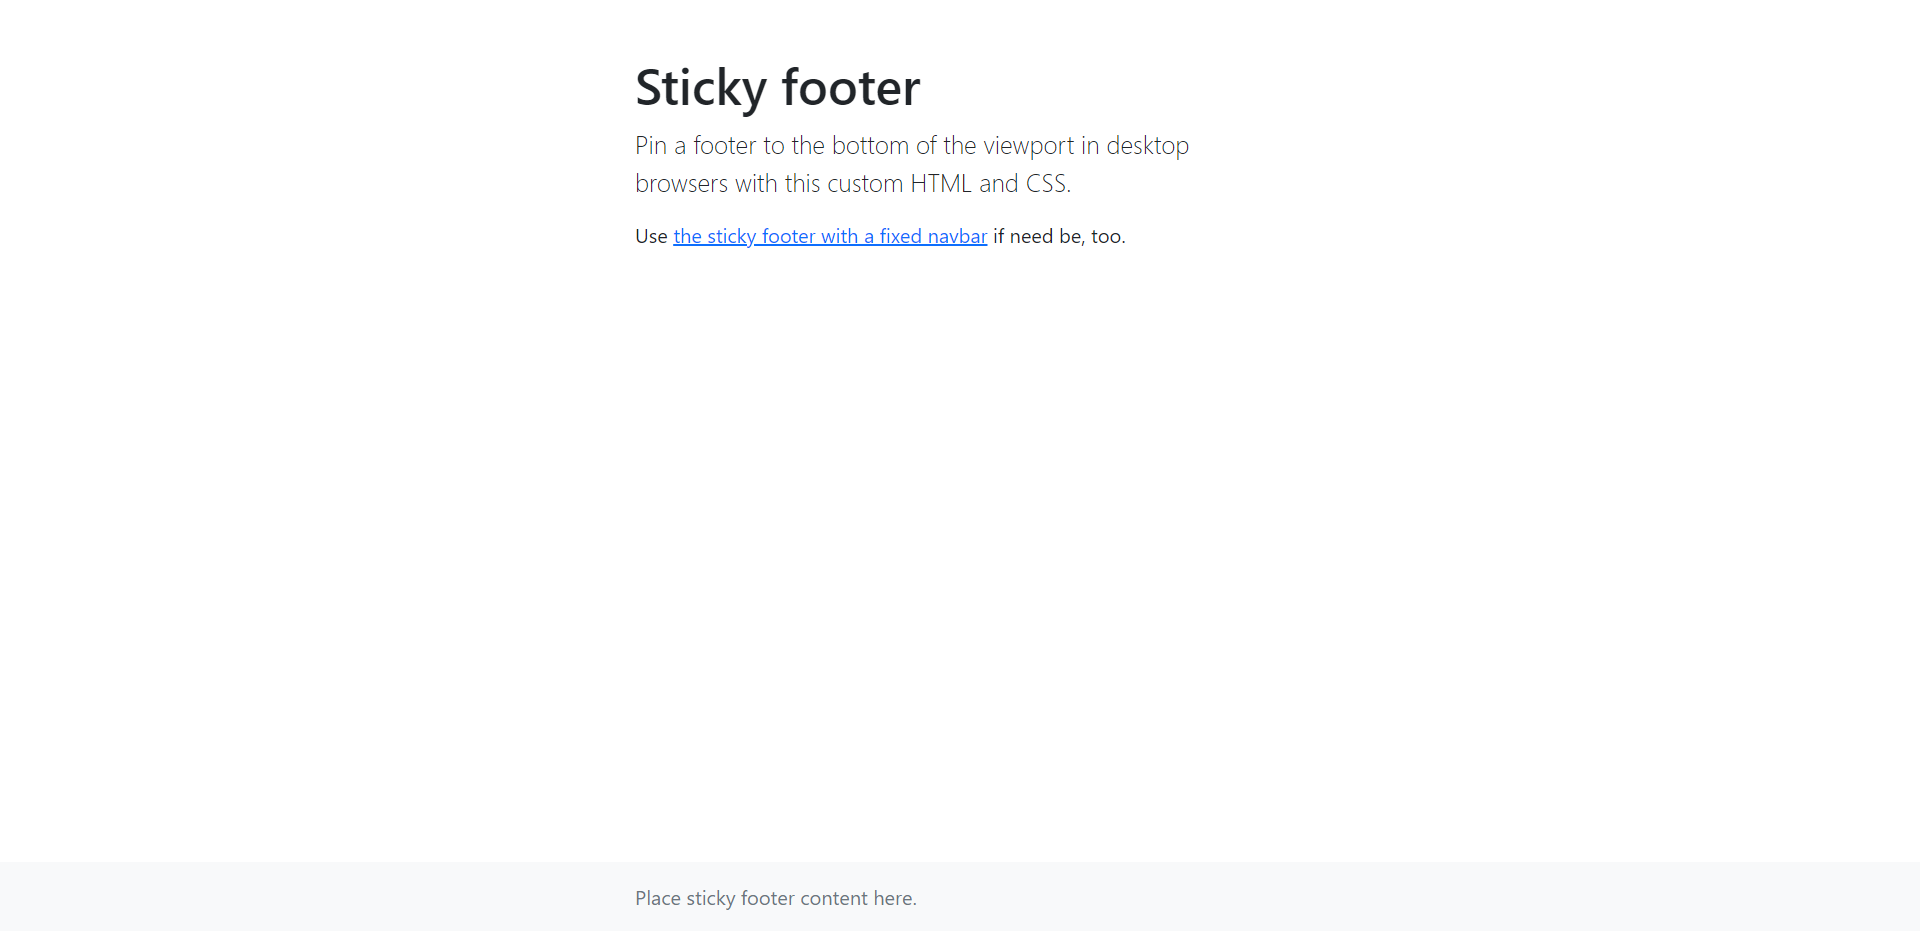 Sticky footer
Pin a footer to the bottom of the viewport in desktop
browsers with this custom HTML and CSS.
Use the sticky footer with a fixed navbar if need be, too.
Place sticky footer content here.